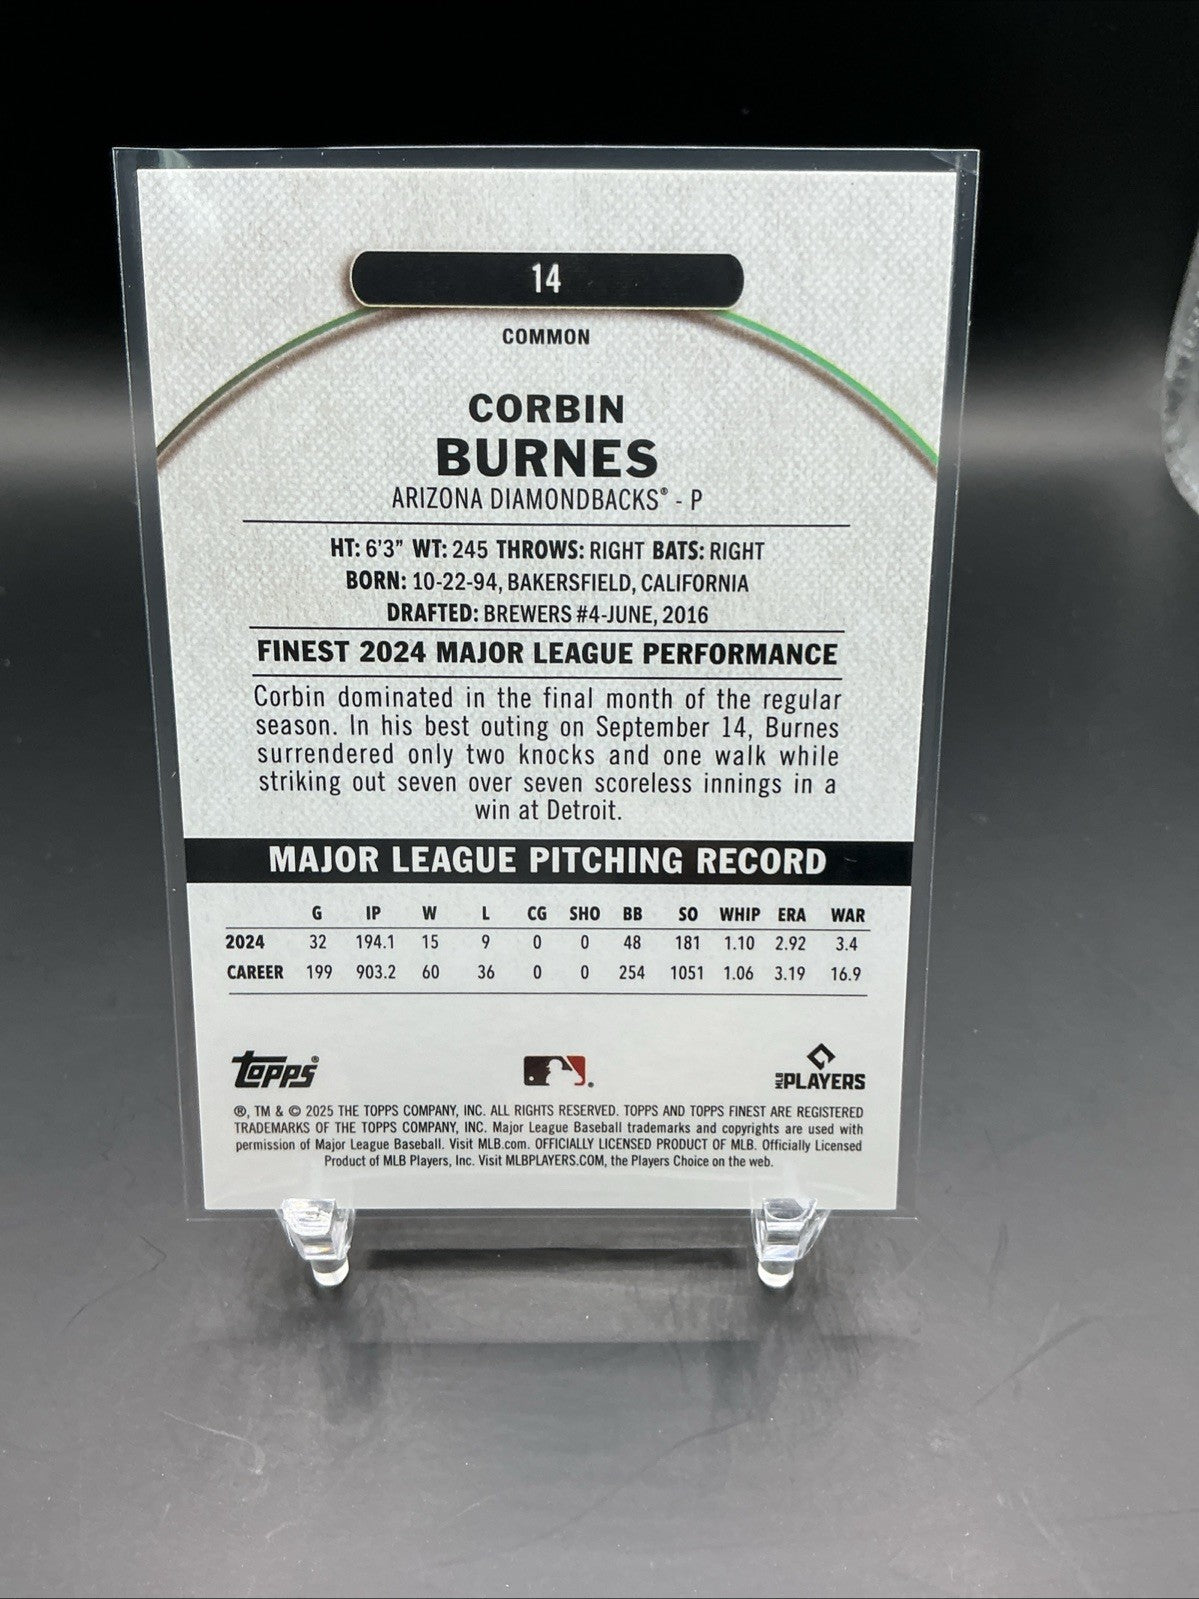 14
COMMON
CORBIN
BURNES
ARIZONA DIAMONDBACKS® - P
HT: 6'3" WT: 245 THROWS: RIGHT BATS: RIGHT
BORN: 10-22-94, BAKERSFIELD, CALIFORNIA
DRAFTED: BREWERS #4-JUNE, 2016
FINEST 2024 MAJOR LEAGUE PERFORMANCE
Corbin dominated in the final month of the regular
season. In his best outing on September 14, Burnes
surrendered only two knocks and one walk while
striking out seven over seven scoreless innings in a
win at Detroit.
MAJOR LEAGUE PITCHING RECORD
G IP W L CG SHO BB SO WHIP ERA WAR
2024 32 194.1 15 9 0 0 48 181 1.10 2.92 3.4
CAREER 199 903.2 60 36 0 0 254 1051 1.06 3.19 16.9
Topps® MLB PLAYERS
®, TM & © 2025 THE TOPPS COMPANY, INC. ALL RIGHTS RESERVED. TOPPS AND TOPPS FINEST ARE REGISTERED
TRADEMARKS OF THE TOPPS COMPANY, INC. Major League Baseball trademarks and copyrights are used with
permission of Major League Baseball. Visit MLB.com. OFFICIALLY LICENSED PRODUCT OF MLB. Officially Licensed
Product of MLB Players, Inc. Visit MLBPLAYERS.COM, the Players Choice on the web.